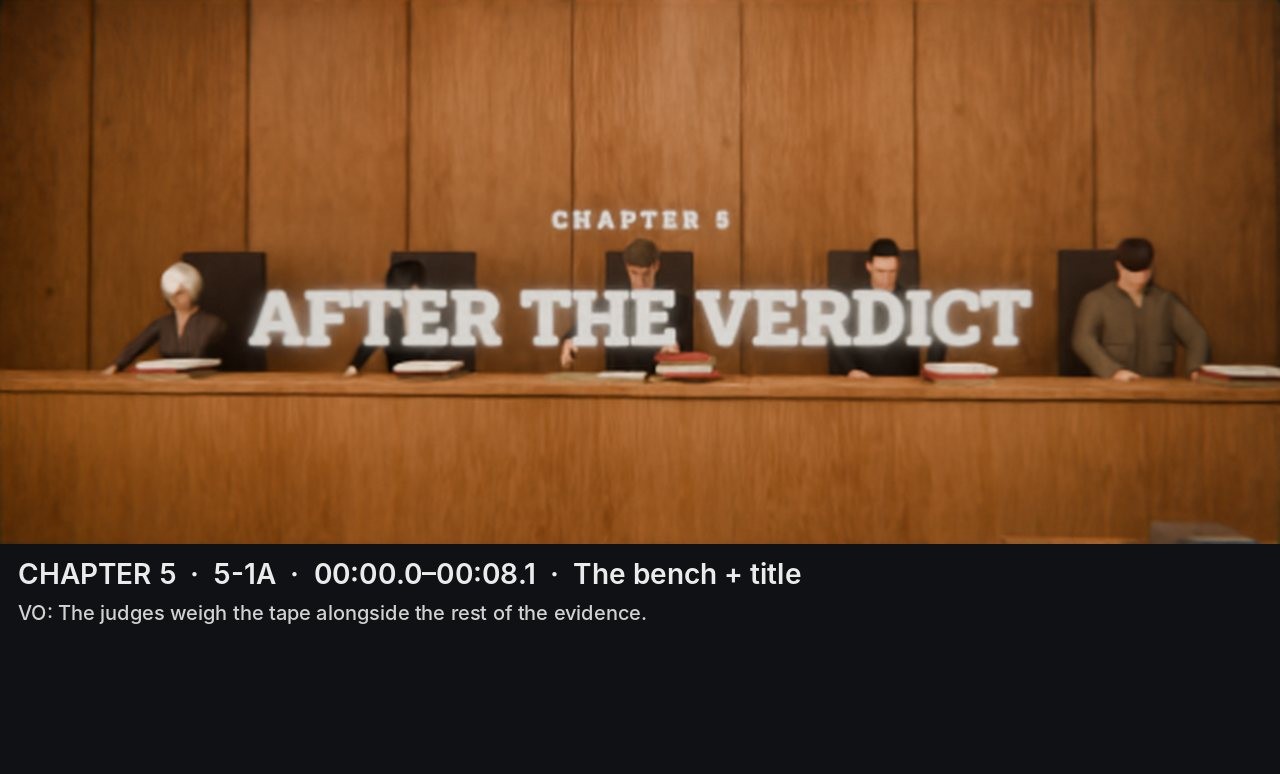 CHAPTER 5
AFTER THE VERDICT
CHAPTER 5 · 5-1A · 00:00.0–00:08.1 · The bench + title
VO: The judges weigh the tape alongside the rest of the evidence.